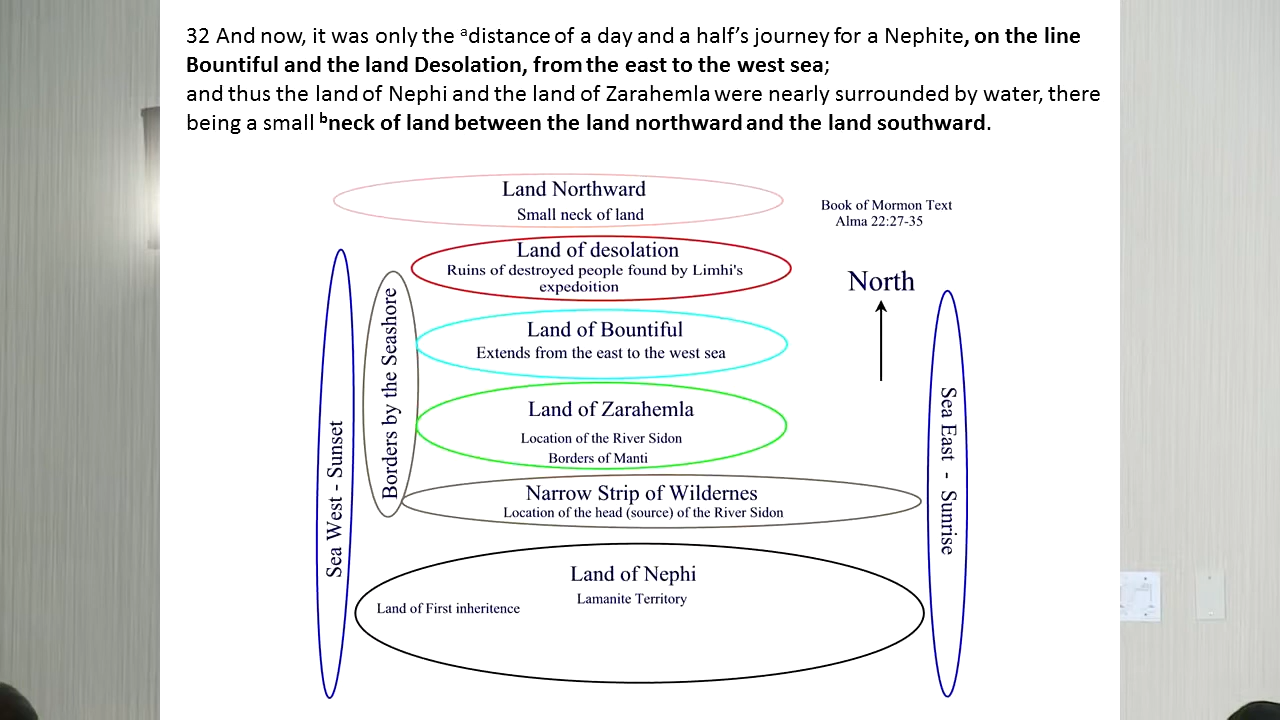 32 And now, it was only the ᵃdistance of a day and a half’s journey for a Nephite, on the line
Bountiful and the land Desolation, from the east to the west sea;
and thus the land of Nephi and the land of Zarahemla were nearly surrounded by water, there
being a small ᵇneck of land between the land northward and the land southward.
Land Northward
Small neck of land
Book of Mormon Text
Alma 22:27-35
Land of desolation
Ruins of destroyed people found by Limhi's
expedoition
North
Land of Bountiful
Extends from the east to the west sea
Borders by the Seashore
Land of Zarahemla
Location of the River Sidon
Borders of Manti
Sea West - Sunset
Sea East - Sunrise
Narrow Strip of Wildernes
Location of the head (source) of the River Sidon
Land of Nephi
Lamanite Territory
Land of First inheritence